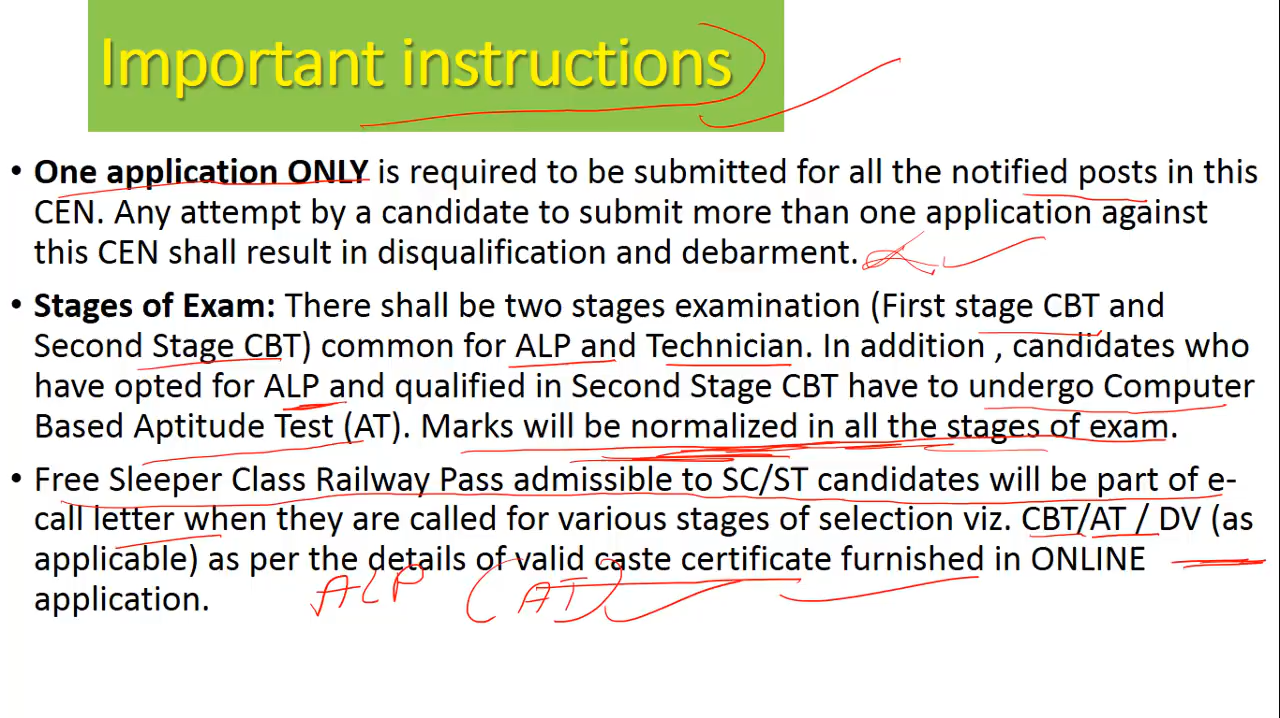 Important instructions
• One application ONLY is required to be submitted for all the notified posts in this
CEN. Any attempt by a candidate to submit more than one application against
this CEN shall result in disqualification and debarment.
• Stages of Exam: There shall be two stages examination (First stage CBT and
Second Stage CBT) common for ALP and Technician. In addition , candidates who
have opted for ALP and qualified in Second Stage CBT have to undergo Computer
Based Aptitude Test (AT). Marks will be normalized in all the stages of exam.
• Free Sleeper Class Railway Pass admissible to SC/ST candidates will be part of e-
call letter when they are called for various stages of selection viz. CBT/AT / DV (as
applicable) as per the details of valid caste certificate furnished in ONLINE
application.
ALP (AT)